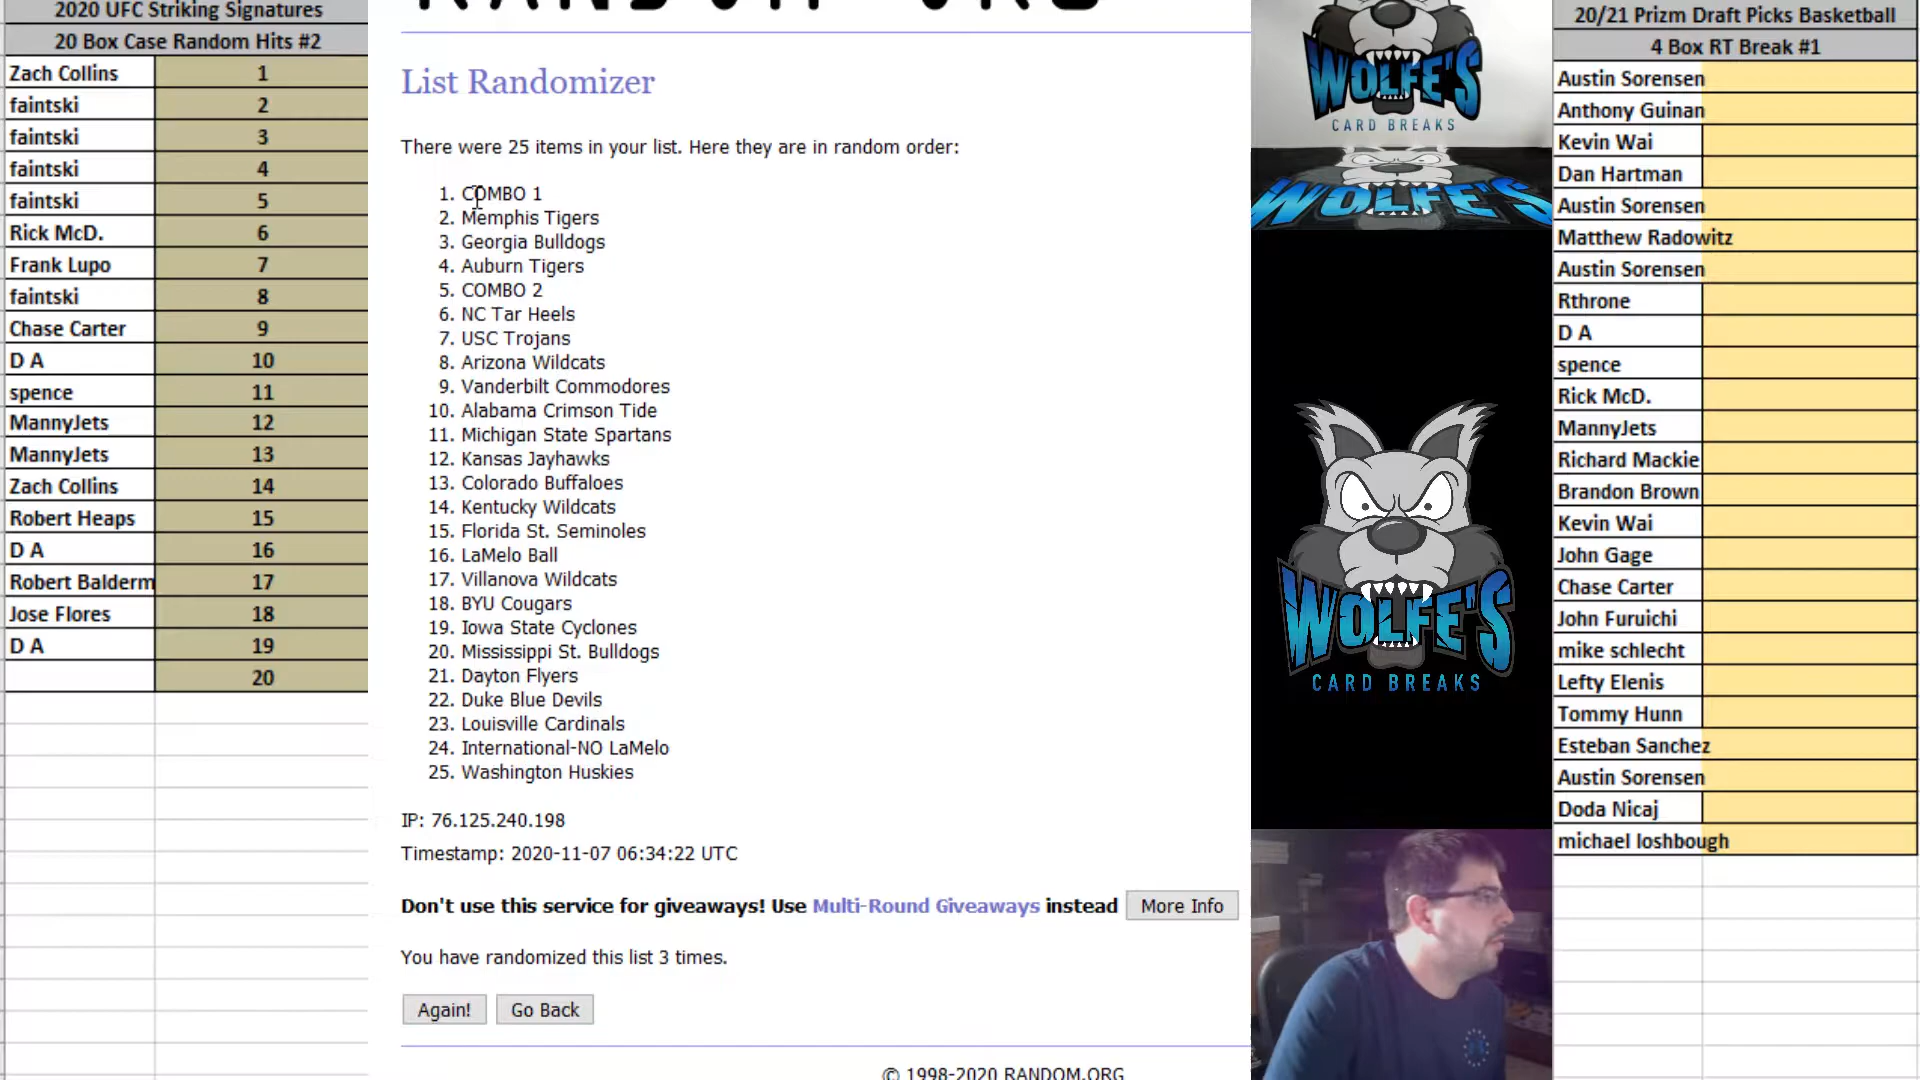 2020 UFC Striking Signatures
20 Box Case Random Hits #2
Zach Collins 1
faintski 2
faintski 3
faintski 4
faintski 5
Rick McD. 6
Frank Lupo 7
faintski 8
Chase Carter 9
D A 10
spence 11
MannyJets 12
MannyJets 13
Zach Collins 14
Robert Heaps 15
D A 16
Robert Balderm 17
Jose Flores 18
D A 19
20
RANDOM.ORG
List Randomizer
There were 25 items in your list. Here they are in random order:
1. COMBO 1
2. Memphis Tigers
3. Georgia Bulldogs
4. Auburn Tigers
5. COMBO 2
6. NC Tar Heels
7. USC Trojans
8. Arizona Wildcats
9. Vanderbilt Commodores
10. Alabama Crimson Tide
11. Michigan State Spartans
12. Kansas Jayhawks
13. Colorado Buffaloes
14. Kentucky Wildcats
15. Florida St. Seminoles
16. LaMelo Ball
17. Villanova Wildcats
18. BYU Cougars
19. Iowa State Cyclones
20. Mississippi St. Bulldogs
21. Dayton Flyers
22. Duke Blue Devils
23. Louisville Cardinals
24. International-NO LaMelo
25. Washington Huskies
IP: 76.125.240.198
Timestamp: 2020-11-07 06:34:22 UTC
Don't use this service for giveaways! Use Multi-Round Giveaways instead More Info
You have randomized this list 3 times.
Again! Go Back
© 1998-2020 RANDOM.ORG
WOLFE'S
CARD BREAKS
WOLFE'S
WOLFE'S
CARD BREAKS
20/21 Prizm Draft Picks Basketball
4 Box RT Break #1
Austin Sorensen
Anthony Guinan
Kevin Wai
Dan Hartman
Austin Sorensen
Matthew Radowitz
Austin Sorensen
Rthrone
D A
spence
Rick McD.
MannyJets
Richard Mackie
Brandon Brown
Kevin Wai
John Gage
Chase Carter
John Furuichi
mike schlecht
Lefty Elenis
Tommy Hunn
Esteban Sanchez
Austin Sorensen
Doda Nicaj
michael loshbough